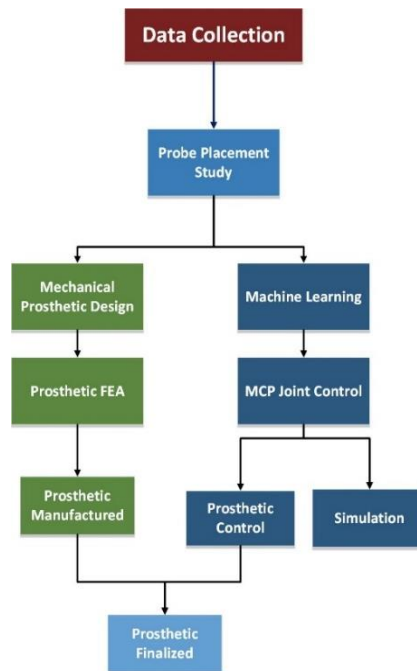 Data Collection
Probe Placement
Study
Mechanical
Prosthetic Design
Machine Learning
Prosthetic FEA
MCP Joint Control
Prosthetic
Manufactured
Prosthetic
Control
Simulation
Prosthetic
Finalized